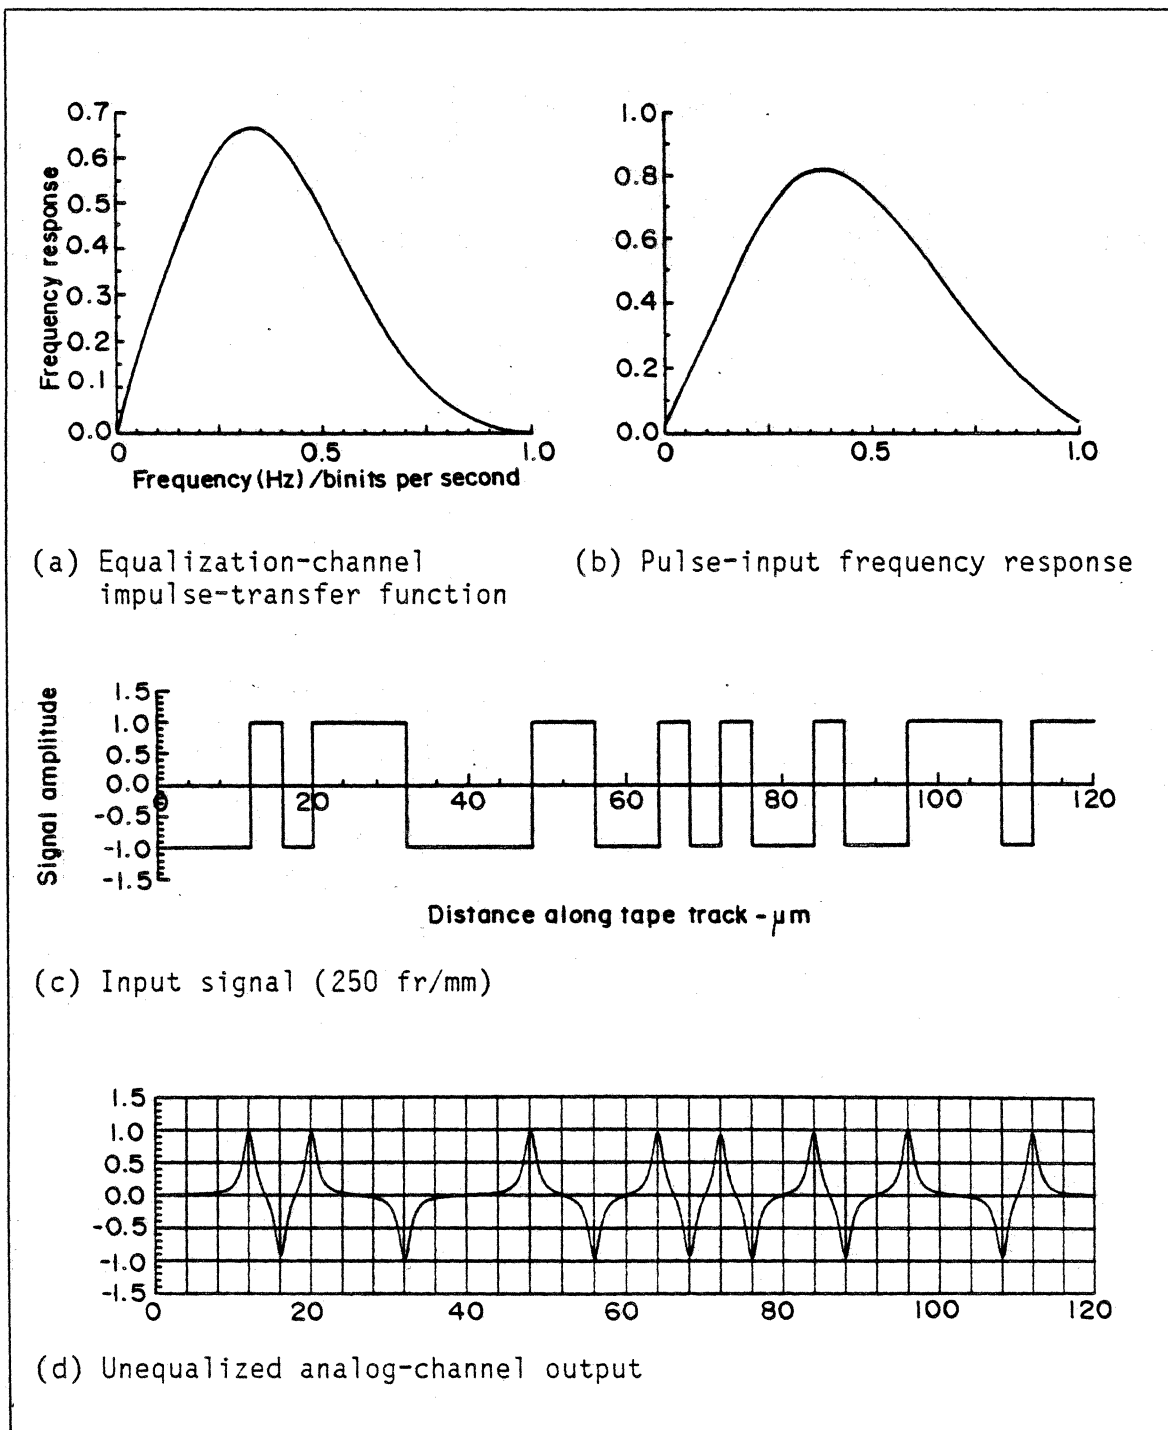 0.7
0.6
0.5
0.4
0.3
0.2
0.1
0.0
Frequency response
0 0.5 1.0
Frequency (Hz) /binits per second
1.0
0.8
0.6
0.4
0.2
0.0
0 0.5 1.0
(a) Equalization-channel
impulse-transfer function
(b) Pulse-input frequency response
Signal amplitude
1.5
1.0
0.5
0.0
-0.5
-1.0
-1.5
0 20 40 60 80 100 120
Distance along tape track - μm
(c) Input signal (250 fr/mm)
1.5
1.0
0.5
0.0
-0.5
-1.0
-1.5
0 20 40 60 80 100 120
(d) Unequalized analog-channel output